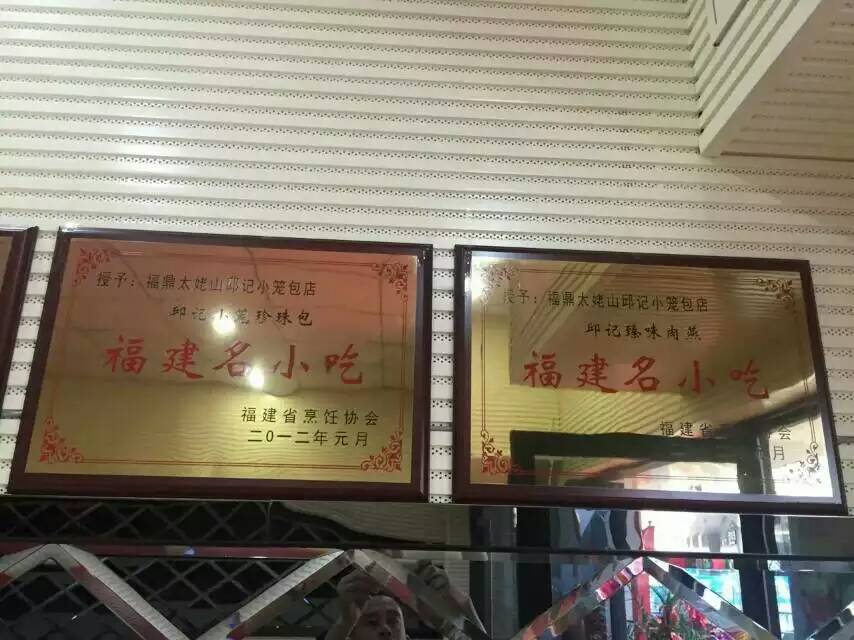 授予：福鼎太姥山邱记小笼包店
邱记小笼珍珠包
福建名小吃
福建省烹饪协会
二0一二年元月
授予：福鼎太姥山邱记小笼包店
邱记臻味肉燕
福建名小吃
福建省 会
月